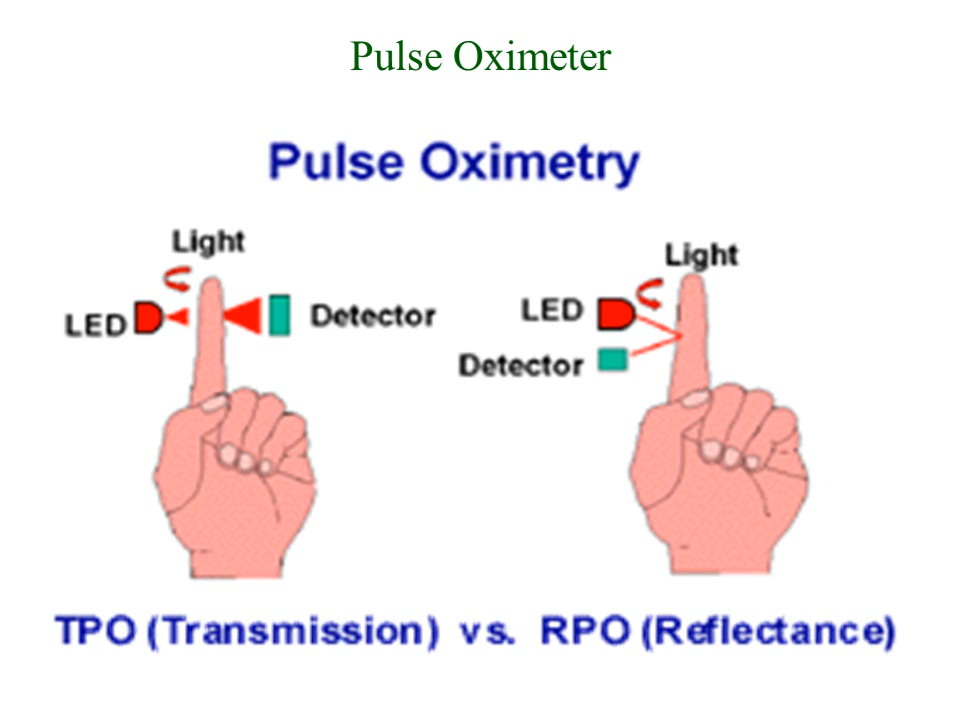 Pulse Oximeter
Pulse Oximetry
Light
LED
Detector
Light
LED
Detector
TPO (Transmission) vs. RPO (Reflectance)